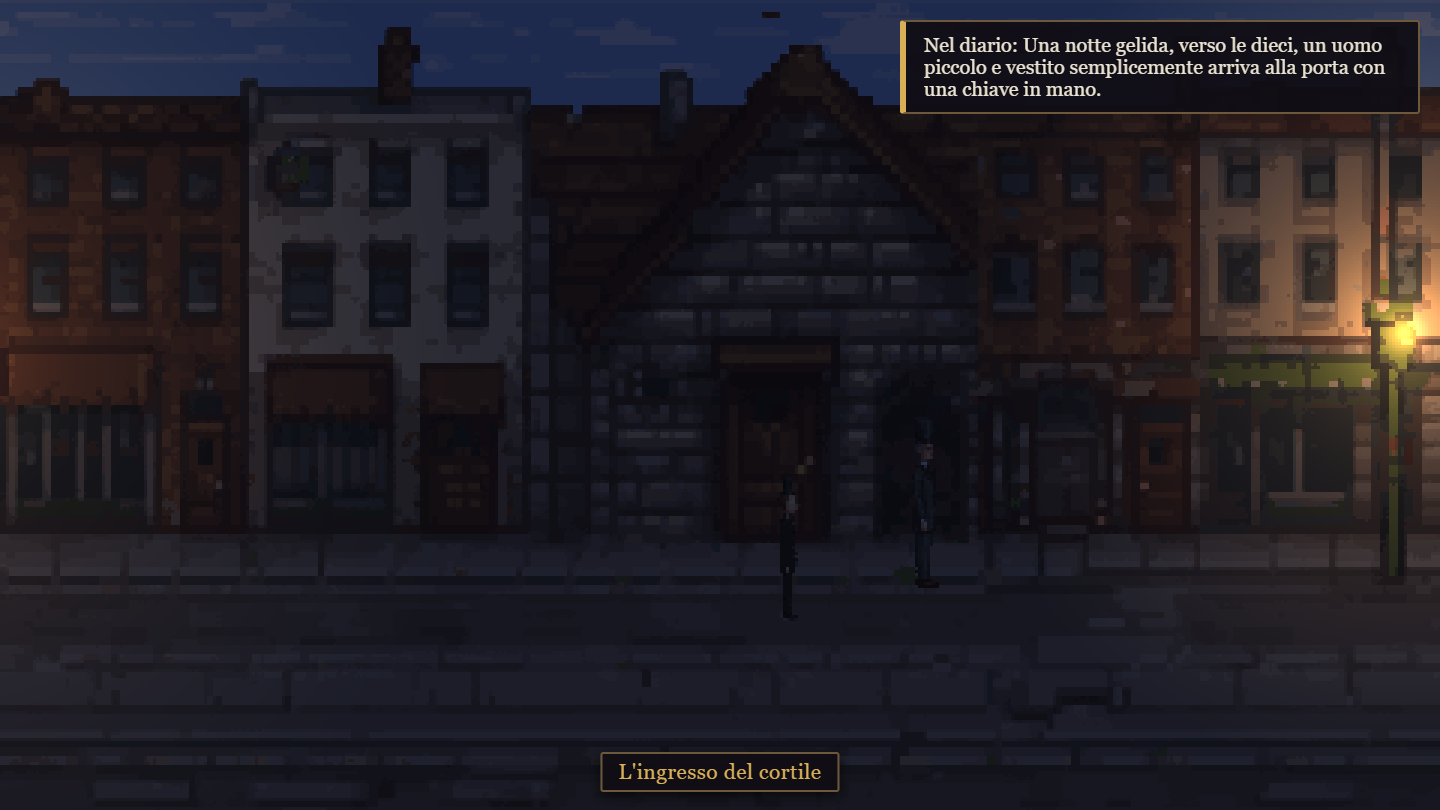 Nel diario: Una notte gelida, verso le dieci, un uomo
piccolo e vestito semplicemente arriva alla porta con
una chiave in mano.
L'ingresso del cortile